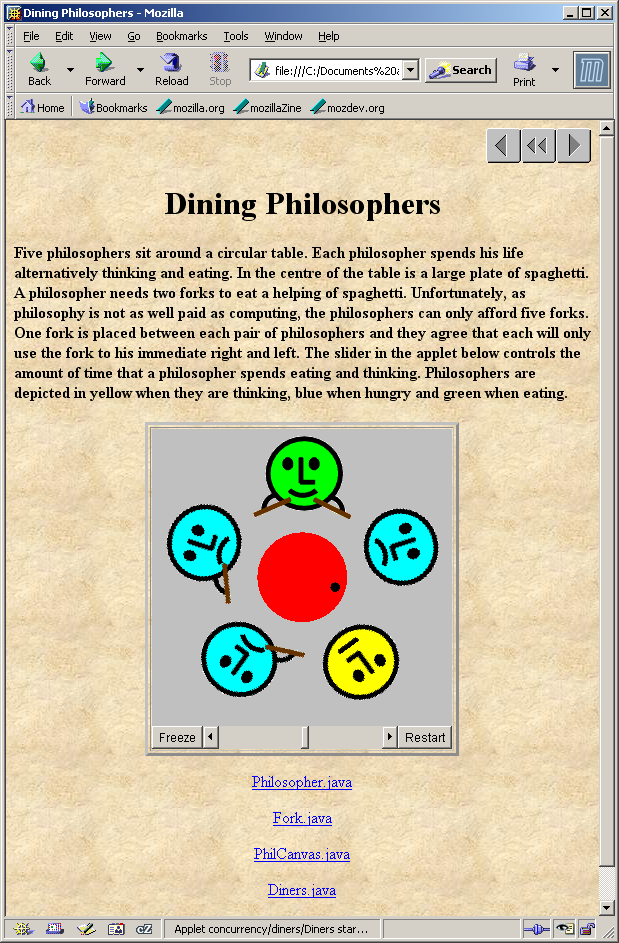 Dining Philosophers - Mozilla
File Edit View Go Bookmarks Tools Window Help
Back Forward Reload Stop file:///C:/Documents%20 Search Print
Home Bookmarks mozilla.org mozillaZine mozdev.org
Dining Philosophers
Five philosophers sit around a circular table. Each philosopher spends his life
alternatively thinking and eating. In the centre of the table is a large plate of spaghetti.
A philosopher needs two forks to eat a helping of spaghetti. Unfortunately, as
philosophy is not as well paid as computing, the philosophers can only afford five forks.
One fork is placed between each pair of philosophers and they agree that each will only
use the fork to his immediate right and left. The slider in the applet below controls the
amount of time that a philosopher spends eating and thinking. Philosophers are
depicted in yellow when they are thinking, blue when hungry and green when eating.
Freeze Restart
Philosopher.java
Fork.java
PhilCanvas.java
Diners.java
Applet concurrency/diners/Diners star...